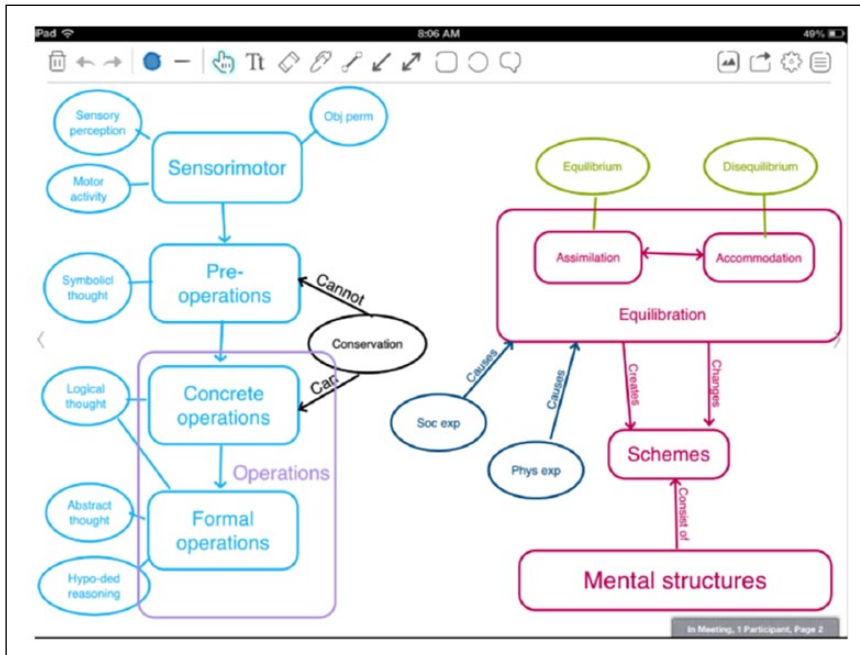 iPad
8:06 AM
49%
Tt
Sensory
perception
Obj perm
Sensorimotor
Motor
activity
Equilibrium
Disequilibrium
Assimilation
Accommodation
Equilibration
Pre-
operations
Symbolicl
thought
Cannot
Conservation
Can
Logical
thought
Concrete
operations
Operations
Formal
operations
Abstract
thought
Hypo-ded
reasoning
Causes
Causes
Soc exp
Phys exp
Creates
Changes
Schemes
Consist of
Mental structures
In Meeting, 1 Participant, Page 2